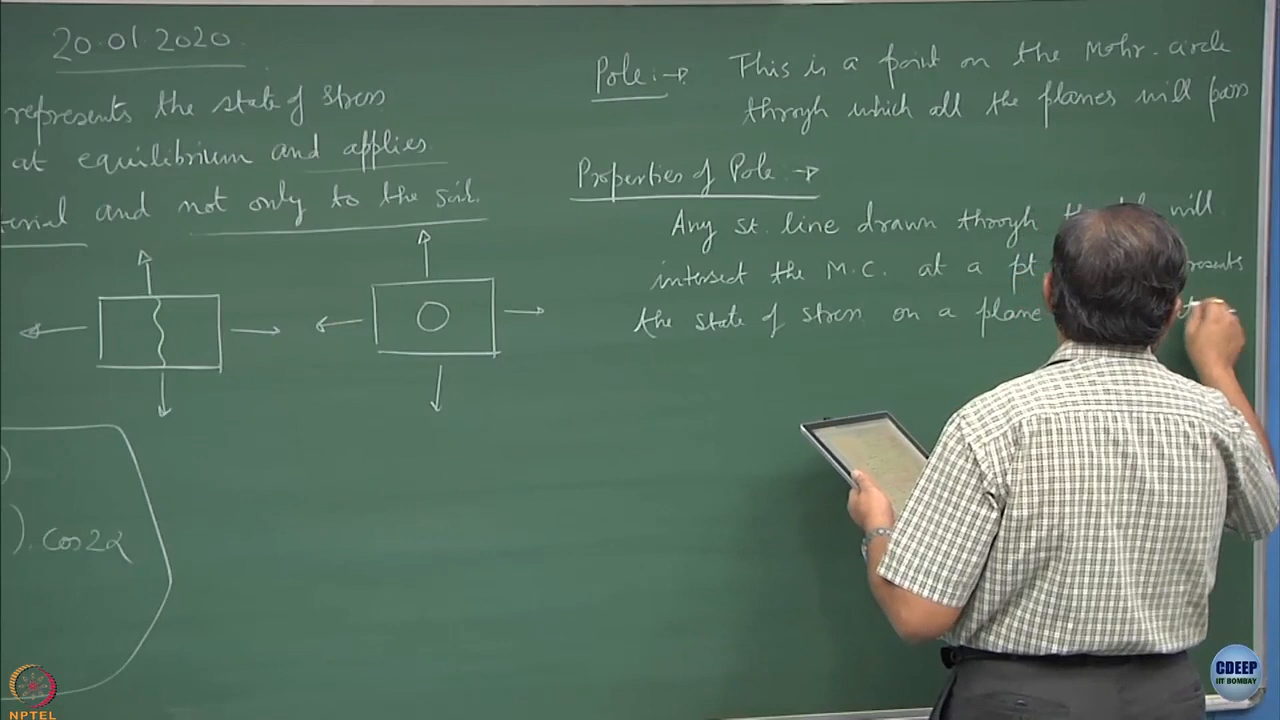 20.01.2020
represents the state of stress
at equilibrium and applies
erial and not only to the soil.
). cos2α
Pole :→ This is a point on the Mohr. circle
through which all the planes will pass
Properties of Pole :→
Any st. line drawn through will
intersect the M.C. at a pt
the state of stress on a plane
NPTEL
CDEEP
IIT BOMBAY